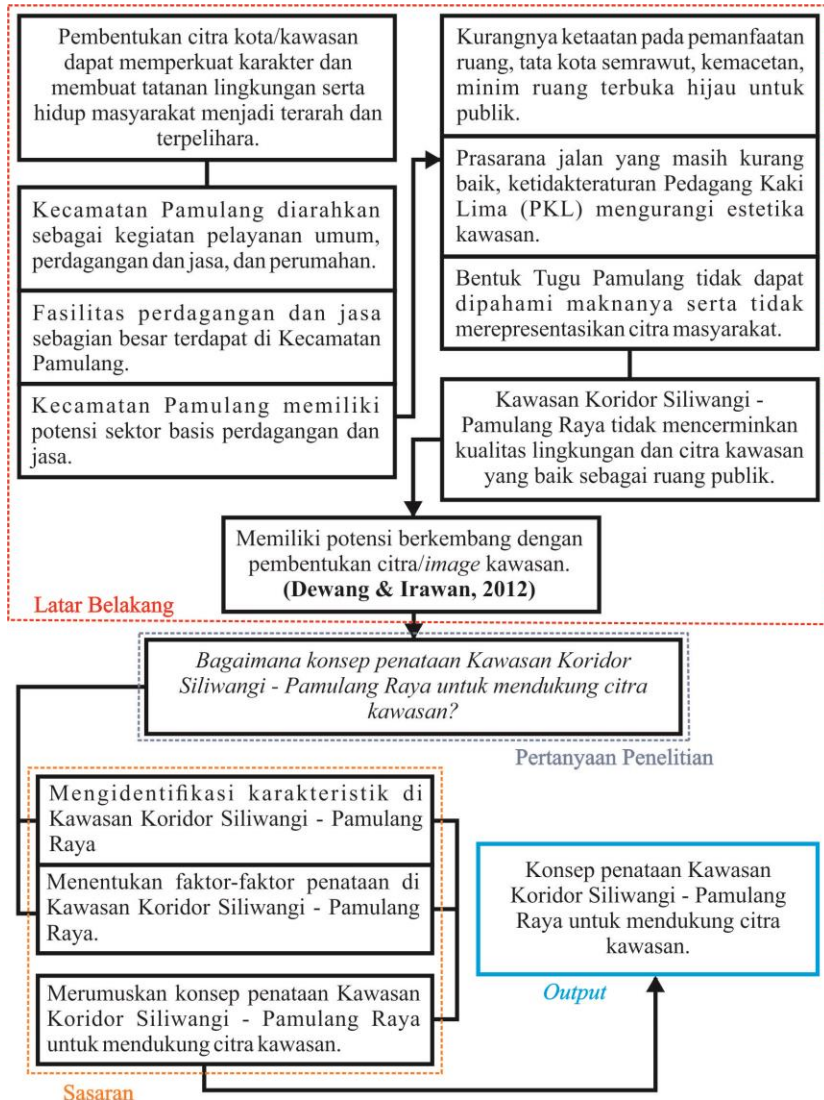 Pembentukan citra kota/kawasan
dapat memperkuat karakter dan
membuat tatanan lingkungan serta
hidup masyarakat menjadi terarah dan
terpelihara.
Kecamatan Pamulang diarahkan
sebagai kegiatan pelayanan umum,
perdagangan dan jasa, dan perumahan.
Fasilitas perdagangan dan jasa
sebagian besar terdapat di Kecamatan
Pamulang.
Kecamatan Pamulang memiliki
potensi sektor basis perdagangan dan
jasa.
Kurangnya ketaatan pada pemanfaatan
ruang, tata kota semrawut, kemacetan,
minim ruang terbuka hijau untuk
publik.
Prasarana jalan yang masih kurang
baik, ketidakteraturan Pedagang Kaki
Lima (PKL) mengurangi estetika
kawasan.
Bentuk Tugu Pamulang tidak dapat
dipahami maknanya serta tidak
merepresentasikan citra masyarakat.
Kawasan Koridor Siliwangi -
Pamulang Raya tidak mencerminkan
kualitas lingkungan dan citra kawasan
yang baik sebagai ruang publik.
Memiliki potensi berkembang dengan
pembentukan citra/image kawasan.
(Dewang & Irawan, 2012)
Latar Belakang
Bagaimana konsep penataan Kawasan Koridor
Siliwangi - Pamulang Raya untuk mendukung citra
kawasan?
Pertanyaan Penelitian
Mengidentifikasi karakteristik di
Kawasan Koridor Siliwangi - Pamulang
Raya
Menentukan faktor-faktor penataan di
Kawasan Koridor Siliwangi - Pamulang
Raya.
Merumuskan konsep penataan Kawasan
Koridor Siliwangi - Pamulang Raya
untuk mendukung citra kawasan.
Sasaran
Konsep penataan Kawasan
Koridor Siliwangi - Pamulang
Raya untuk mendukung citra
kawasan.
Output